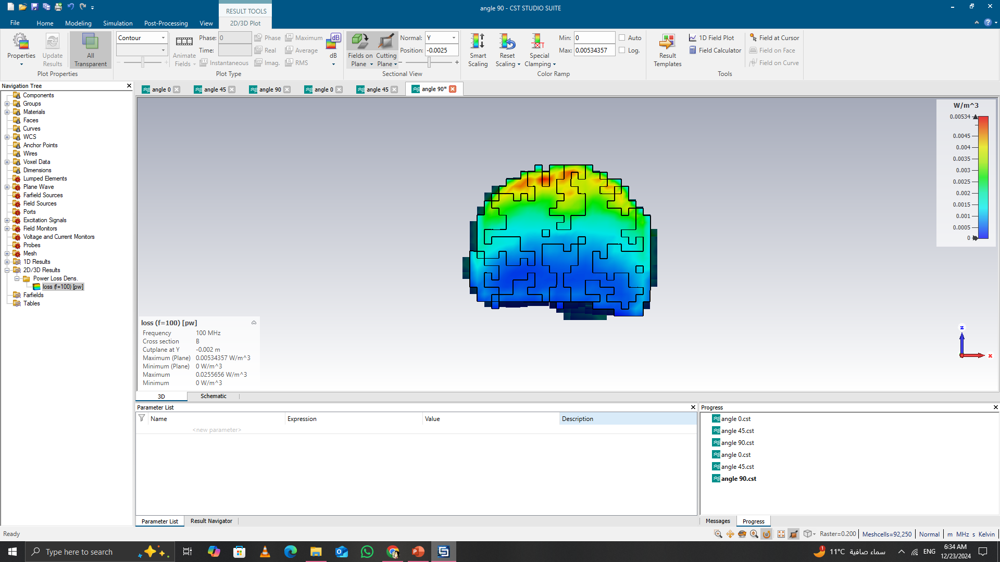 angle 90 - CST STUDIO SUITE
RESULT TOOLS
File Home Modeling Simulation Post-Processing View 2D/3D Plot
Properties
Update Results
All Transparent
Plot Properties
Contour
Animate Fields
Phase: 0
Time:
Instantaneous
Phase
Real
Imag.
Maximum
Average
RMS
dB
dB
Plot Type
Fields on Plane
Cutting Plane
Normal: Y
Position: -0.0025
Sectional View
Smart Scaling
Reset Scaling
Special Clamping
Min: 0
Max: 0.00534357
Auto
Log.
Color Ramp
Result Templates
1D Field Plot
Field Calculator
Field at Cursor
Field on Face
Field on Curve
Tools
Navigation Tree
Components
Groups
Materials
Faces
Curves
WCS
Anchor Points
Wires
Voxel Data
Dimensions
Lumped Elements
Plane Wave
Farfield Sources
Field Sources
Ports
Excitation Signals
Field Monitors
Voltage and Current Monitors
Probes
Mesh
1D Results
2D/3D Results
Power Loss Dens.
loss (f=100) [pw]
Farfields
Tables
angle 0 angle 45 angle 90 angle 0 angle 45 angle 90*
W/m^3
0.00534
0.0045
0.004
0.0035
0.003
0.0025
0.002
0.0015
0.001
0.0005
0
z
x
loss (f=100) [pw]
Frequency 100 MHz
Cross section B
Cutplane at Y -0.002 m
Maximum (Plane) 0.00534357 W/m^3
Minimum (Plane) 0 W/m^3
Maximum 0.0255656 W/m^3
Minimum 0 W/m^3
3D Schematic
Parameter List
Name Expression Value Description
<new parameter>
Parameter List Result Navigator
Progress
angle 0.cst
angle 45.cst
angle 90.cst
angle 0.cst
angle 45.cst
angle 90.cst
Messages Progress
Ready
Raster=0.200 Meshcells=92,250 Normal m MHz s Kelvin
Type here to search
1
11°C سماء صافية
ENG
6:34 AM
12/23/2024